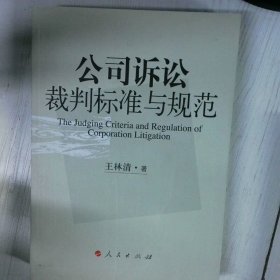 公司诉讼
裁判标准与规范
The Judging Criteria and Regulation of
Corporation Litigation
王林清·著
人民出版社